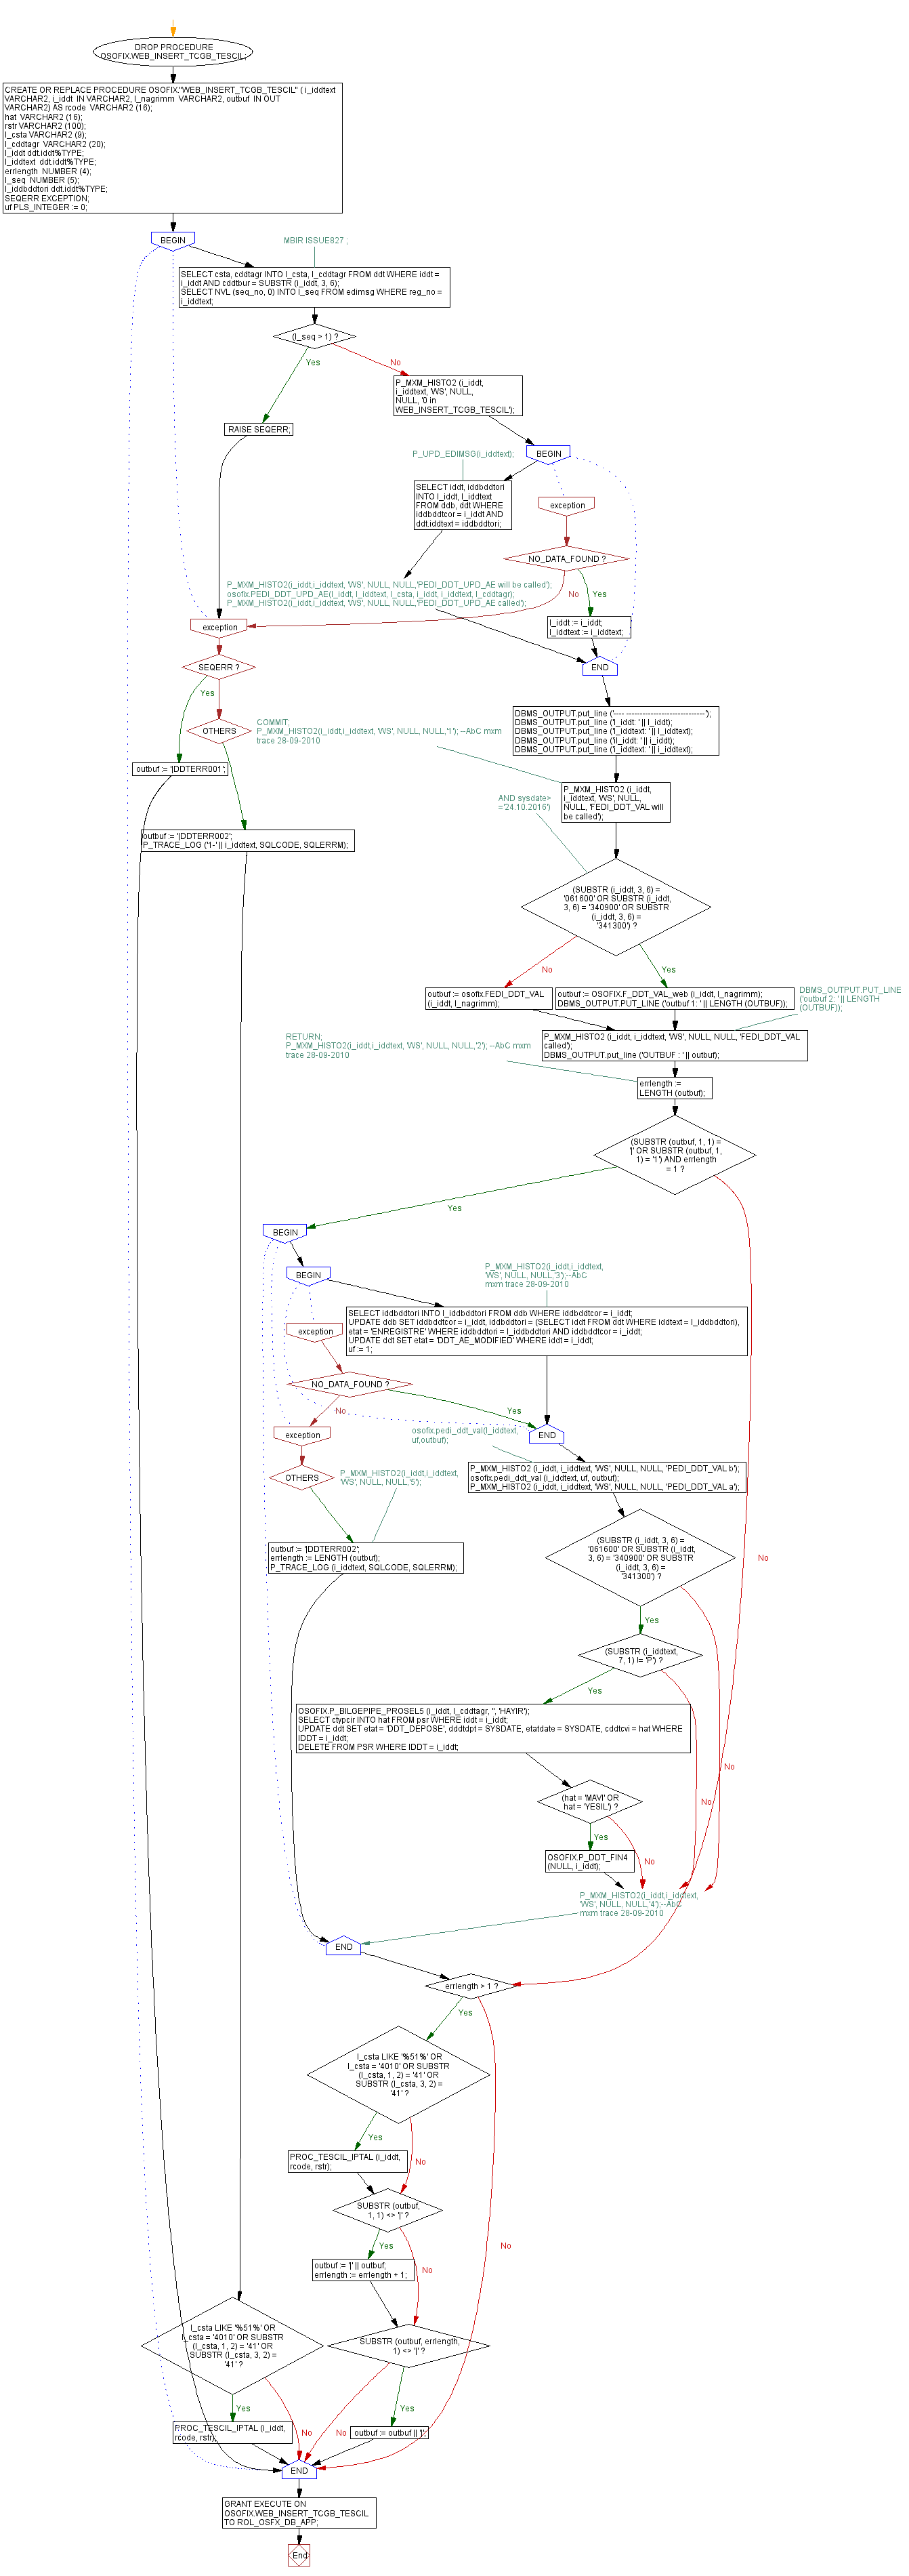 DROP PROCEDURE
OSOFIX.WEB_INSERT_TCGB_TESCIL;
CREATE OR REPLACE PROCEDURE OSOFIX."WEB_INSERT_TCGB_TESCIL" ( i_iddtext
VARCHAR2, i_iddt IN VARCHAR2, l_nagrimm VARCHAR2, outbuf IN OUT
VARCHAR2) AS rcode VARCHAR2 (16);
hat VARCHAR2 (16);
rstr VARCHAR2 (100);
l_csta VARCHAR2 (9);
l_cddtagr VARCHAR2 (20);
l_iddt ddt.iddt%TYPE;
l_iddtext ddt.iddt%TYPE;
errlength NUMBER (4);
l_seq NUMBER (5);
l_iddbddtori ddt.iddt%TYPE;
SEQERR EXCEPTION;
uf PLS_INTEGER := 0;
BEGIN
MBIR ISSUE827 ;
SELECT csta, cddtagr INTO l_csta, l_cddtagr FROM ddt WHERE iddt =
i_iddt AND cddtbur = SUBSTR (i_iddt, 3, 6);
SELECT NVL (seq_no, 0) INTO l_seq FROM edimsg WHERE reg_no =
i_iddtext;
(l_seq > 1) ?
Yes
No
P_MXM_HISTO2 (i_iddt,
i_iddtext, 'WS', NULL,
NULL, '0 in
WEB_INSERT_TCGB_TESCIL');
RAISE SEQERR;
BEGIN
P_UPD_EDIMSG(i_iddtext);
SELECT iddt, iddbddtori
INTO l_iddt, l_iddtext
FROM ddb, ddt WHERE
iddbddtcor = i_iddt AND
ddt.iddtext = iddbddtori;
exception
NO_DATA_FOUND ?
P_MXM_HISTO2(i_iddt,i_iddtext, 'WS', NULL, NULL,'PEDI_DDT_UPD_AE will be called');
osofix.PEDI_DDT_UPD_AE(l_iddt, l_iddtext, l_csta, i_iddt, i_iddtext, l_cddtagr);
P_MXM_HISTO2(i_iddt,i_iddtext, 'WS', NULL, NULL,'PEDI_DDT_UPD_AE called');
No
Yes
l_iddt := i_iddt;
l_iddtext := i_iddtext;
exception
SEQERR ?
END
Yes
OTHERS
DBMS_OUTPUT.put_line ('---- -----------------------------');
DBMS_OUTPUT.put_line ('l_iddt: ' || l_iddt);
DBMS_OUTPUT.put_line ('l_iddtext: ' || l_iddtext);
DBMS_OUTPUT.put_line ('iI_iddt: ' || i_iddt);
DBMS_OUTPUT.put_line ('i_iddtext: ' || i_iddtext);
COMMIT;
P_MXM_HISTO2(i_iddt,i_iddtext, 'WS', NULL, NULL,'1'); --AbC mxm
trace 28-09-2010
outbuf := '|DDTERR001';
P_MXM_HISTO2 (i_iddt,
i_iddtext, 'WS', NULL,
NULL, 'FEDI_DDT_VAL will
be called');
AND sysdate>
='24.10.2016')
outbuf := '|DDTERR002';
P_TRACE_LOG ('1-' || i_iddtext, SQLCODE, SQLERRM);
(SUBSTR (i_iddt, 3, 6) =
'061600' OR SUBSTR (i_iddt,
3, 6) = '340900' OR SUBSTR
(i_iddt, 3, 6) =
'341300') ?
No
Yes
outbuf := osofix.FEDI_DDT_VAL
(i_iddt, l_nagrimm);
outbuf := OSOFIX.F_DDT_VAL_web (i_iddt, l_nagrimm);
DBMS_OUTPUT.PUT_LINE ('outbuf 1: ' || LENGTH (OUTBUF));
DBMS_OUTPUT.PUT_LINE
('outbuf 2: ' || LENGTH
(OUTBUF));
RETURN;
P_MXM_HISTO2(i_iddt,i_iddtext, 'WS', NULL, NULL,'2'); --AbC mxm
trace 28-09-2010
P_MXM_HISTO2 (i_iddt, i_iddtext, 'WS', NULL, NULL, 'FEDI_DDT_VAL
called');
DBMS_OUTPUT.put_line ('OUTBUF : ' || outbuf);
errlength :=
LENGTH (outbuf);
(SUBSTR (outbuf, 1, 1) =
'|' OR SUBSTR (outbuf, 1,
1) = '1') AND errlength
= 1 ?
Yes
BEGIN
BEGIN
P_MXM_HISTO2(i_iddt,i_iddtext,
'WS', NULL, NULL,'3');--AbC
mxm trace 28-09-2010
SELECT iddbddtori INTO l_iddbddtori FROM ddb WHERE iddbddtcor = i_iddt;
UPDATE ddb SET iddbddtcor = i_iddt, iddbddtori = (SELECT iddt FROM ddt WHERE iddtext = l_iddbddtori),
etat = 'ENREGISTRE' WHERE iddbddtori = l_iddbddtori AND iddbddtcor = i_iddt;
UPDATE ddt SET etat = 'DDT_AE_MODIFIED' WHERE iddt = i_iddt;
uf := 1;
exception
NO_DATA_FOUND ?
No
Yes
exception
osofix.pedi_ddt_val(l_iddtext,
uf,outbuf);
END
OTHERS
P_MXM_HISTO2(i_iddt,i_iddtext,
'WS', NULL, NULL,'5');
P_MXM_HISTO2 (i_iddt, i_iddtext, 'WS', NULL, NULL, 'PEDI_DDT_VAL b');
osofix.pedi_ddt_val (l_iddtext, uf, outbuf);
P_MXM_HISTO2 (i_iddt, i_iddtext, 'WS', NULL, NULL, 'PEDI_DDT_VAL a');
outbuf := '|DDTERR002';
errlength := LENGTH (outbuf);
P_TRACE_LOG (i_iddtext, SQLCODE, SQLERRM);
(SUBSTR (i_iddt, 3, 6) =
'061600' OR SUBSTR (i_iddt,
3, 6) = '340900' OR SUBSTR
(i_iddt, 3, 6) =
'341300') ?
No
Yes
(SUBSTR (i_iddtext,
7, 1) != 'P') ?
Yes
OSOFIX.P_BILGEPIPE_PROSEL5 (i_iddt, l_cddtagr, '', 'HAYIR');
SELECT ctypcir INTO hat FROM psr WHERE iddt = i_iddt;
UPDATE ddt SET etat = 'DDT_DEPOSE', dddtdpt = SYSDATE, etatdate = SYSDATE, cddtcvi = hat WHERE
IDDT = i_iddt;
DELETE FROM PSR WHERE IDDT = i_iddt;
No
(hat = 'MAVI' OR
hat = 'YESIL') ?
No
Yes
OSOFIX.P_DDT_FIN4
(NULL, i_iddt);
No
P_MXM_HISTO2(i_iddt,i_iddtext,
'WS', NULL, NULL,'4');--AbC
mxm trace 28-09-2010
END
errlength > 1 ?
Yes
l_csta LIKE '%51%' OR
l_csta = '4010' OR SUBSTR
(l_csta, 1, 2) = '41' OR
SUBSTR (l_csta, 3, 2) =
'41' ?
Yes
No
PROC_TESCIL_IPTAL (i_iddt,
rcode, rstr);
SUBSTR (outbuf,
1, 1) <> '|' ?
Yes
No
outbuf := '|' || outbuf;
errlength := errlength + 1;
No
l_csta LIKE '%51%' OR
l_csta = '4010' OR SUBSTR
(l_csta, 1, 2) = '41' OR
SUBSTR (l_csta, 3, 2) =
'41' ?
SUBSTR (outbuf, errlength,
1) <> '|' ?
Yes
No
No
Yes
PROC_TESCIL_IPTAL (i_iddt,
rcode, rstr);
outbuf := outbuf || '|';
END
GRANT EXECUTE ON
OSOFIX.WEB_INSERT_TCGB_TESCIL
TO ROL_OSFX_DB_APP;
End